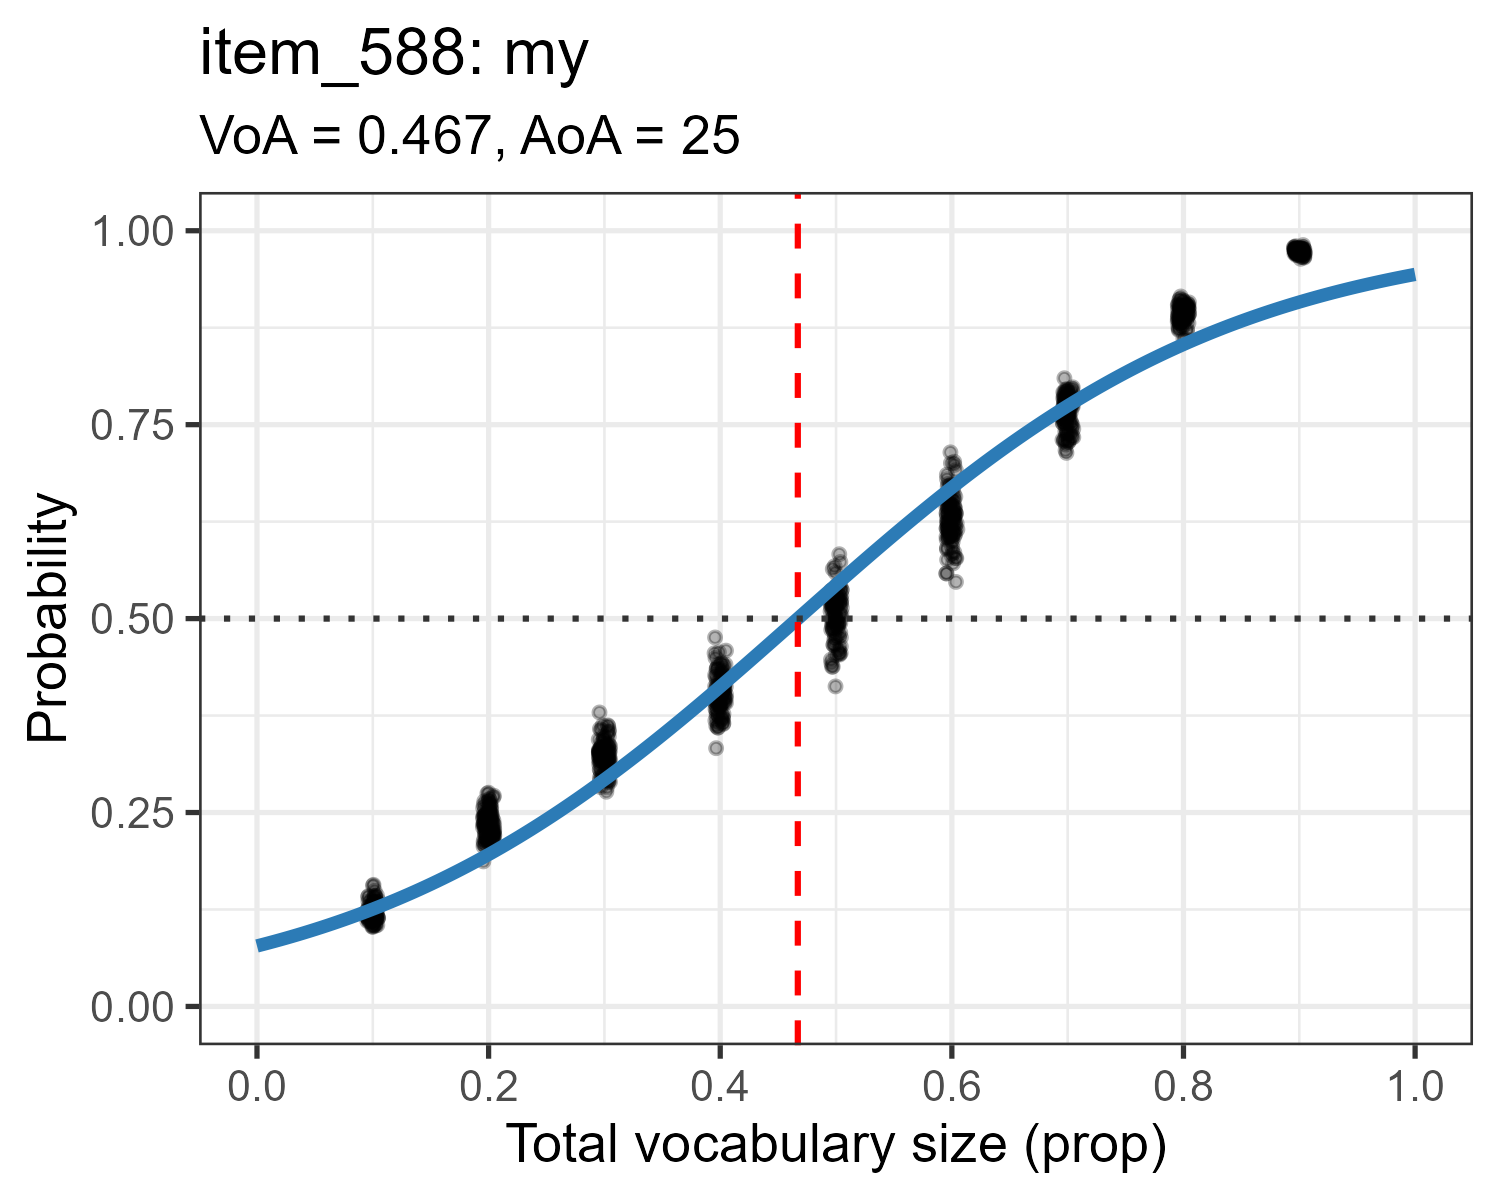 item_588: my
VoA = 0.467, AoA = 25
Probability
1.00
0.75
0.50
0.25
0.00
0.0 0.2 0.4 0.6 0.8 1.0
Total vocabulary size (prop)